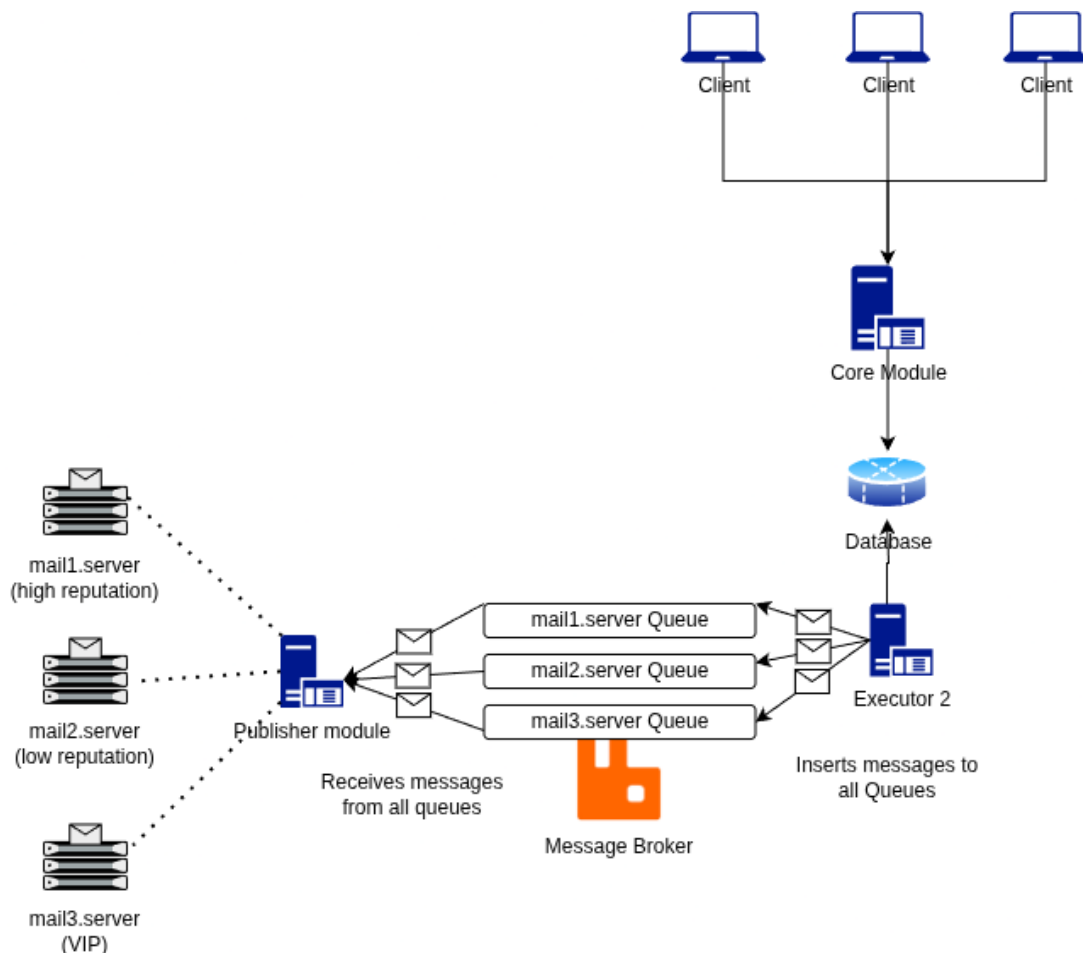 Client
Client
Client
Core Module
Database
mail1.server
(high reputation)
mail2.server
(low reputation)
mail3.server
(VIP)
Publisher module
Receives messages
from all queues
mail1.server Queue
mail2.server Queue
mail3.server Queue
Message Broker
Executor 2
Inserts messages to
all Queues